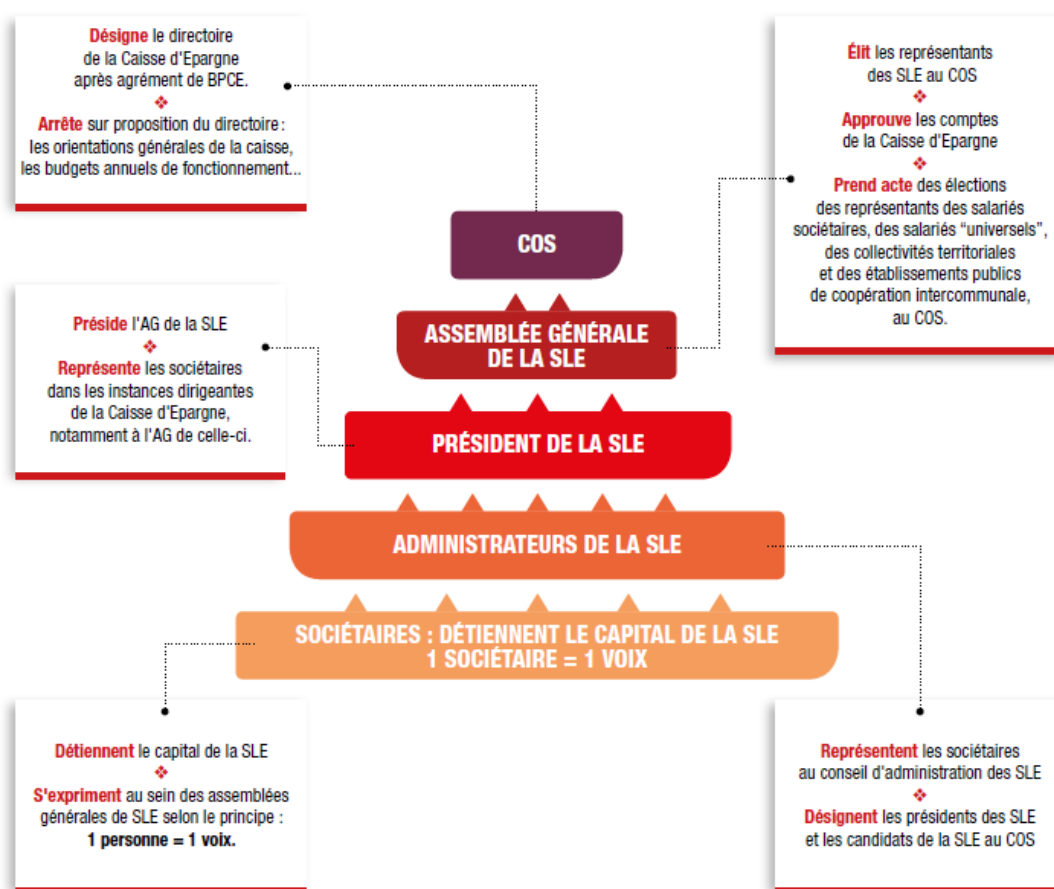 Désigne le directoire
de la Caisse d'Epargne
après agrément de BPCE.
Arrête sur proposition du directoire :
les orientations générales de la caisse,
les budgets annuels de fonctionnement...
Élit les représentants
des SLE au COS
Approuve les comptes
de la Caisse d'Epargne
Prend acte des élections
des représentants des salariés
sociétaires, des salariés “universels”,
des collectivités territoriales
et des établissements publics
de coopération intercommunale,
au COS.
COS
ASSEMBLÉE GÉNÉRALE
DE LA SLE
Préside l'AG de la SLE
Représente les sociétaires
dans les instances dirigeantes
de la Caisse d'Epargne,
notamment à l'AG de celle-ci.
PRÉSIDENT DE LA SLE
ADMINISTRATEURS DE LA SLE
SOCIÉTAIRES : DÉTIENNENT LE CAPITAL DE LA SLE
1 SOCIÉTAIRE = 1 VOIX
Détiennent le capital de la SLE
S'expriment au sein des assemblées
générales de SLE selon le principe :
1 personne = 1 voix.
Représentent les sociétaires
au conseil d'administration des SLE
Désignent les présidents des SLE
et les candidats de la SLE au COS